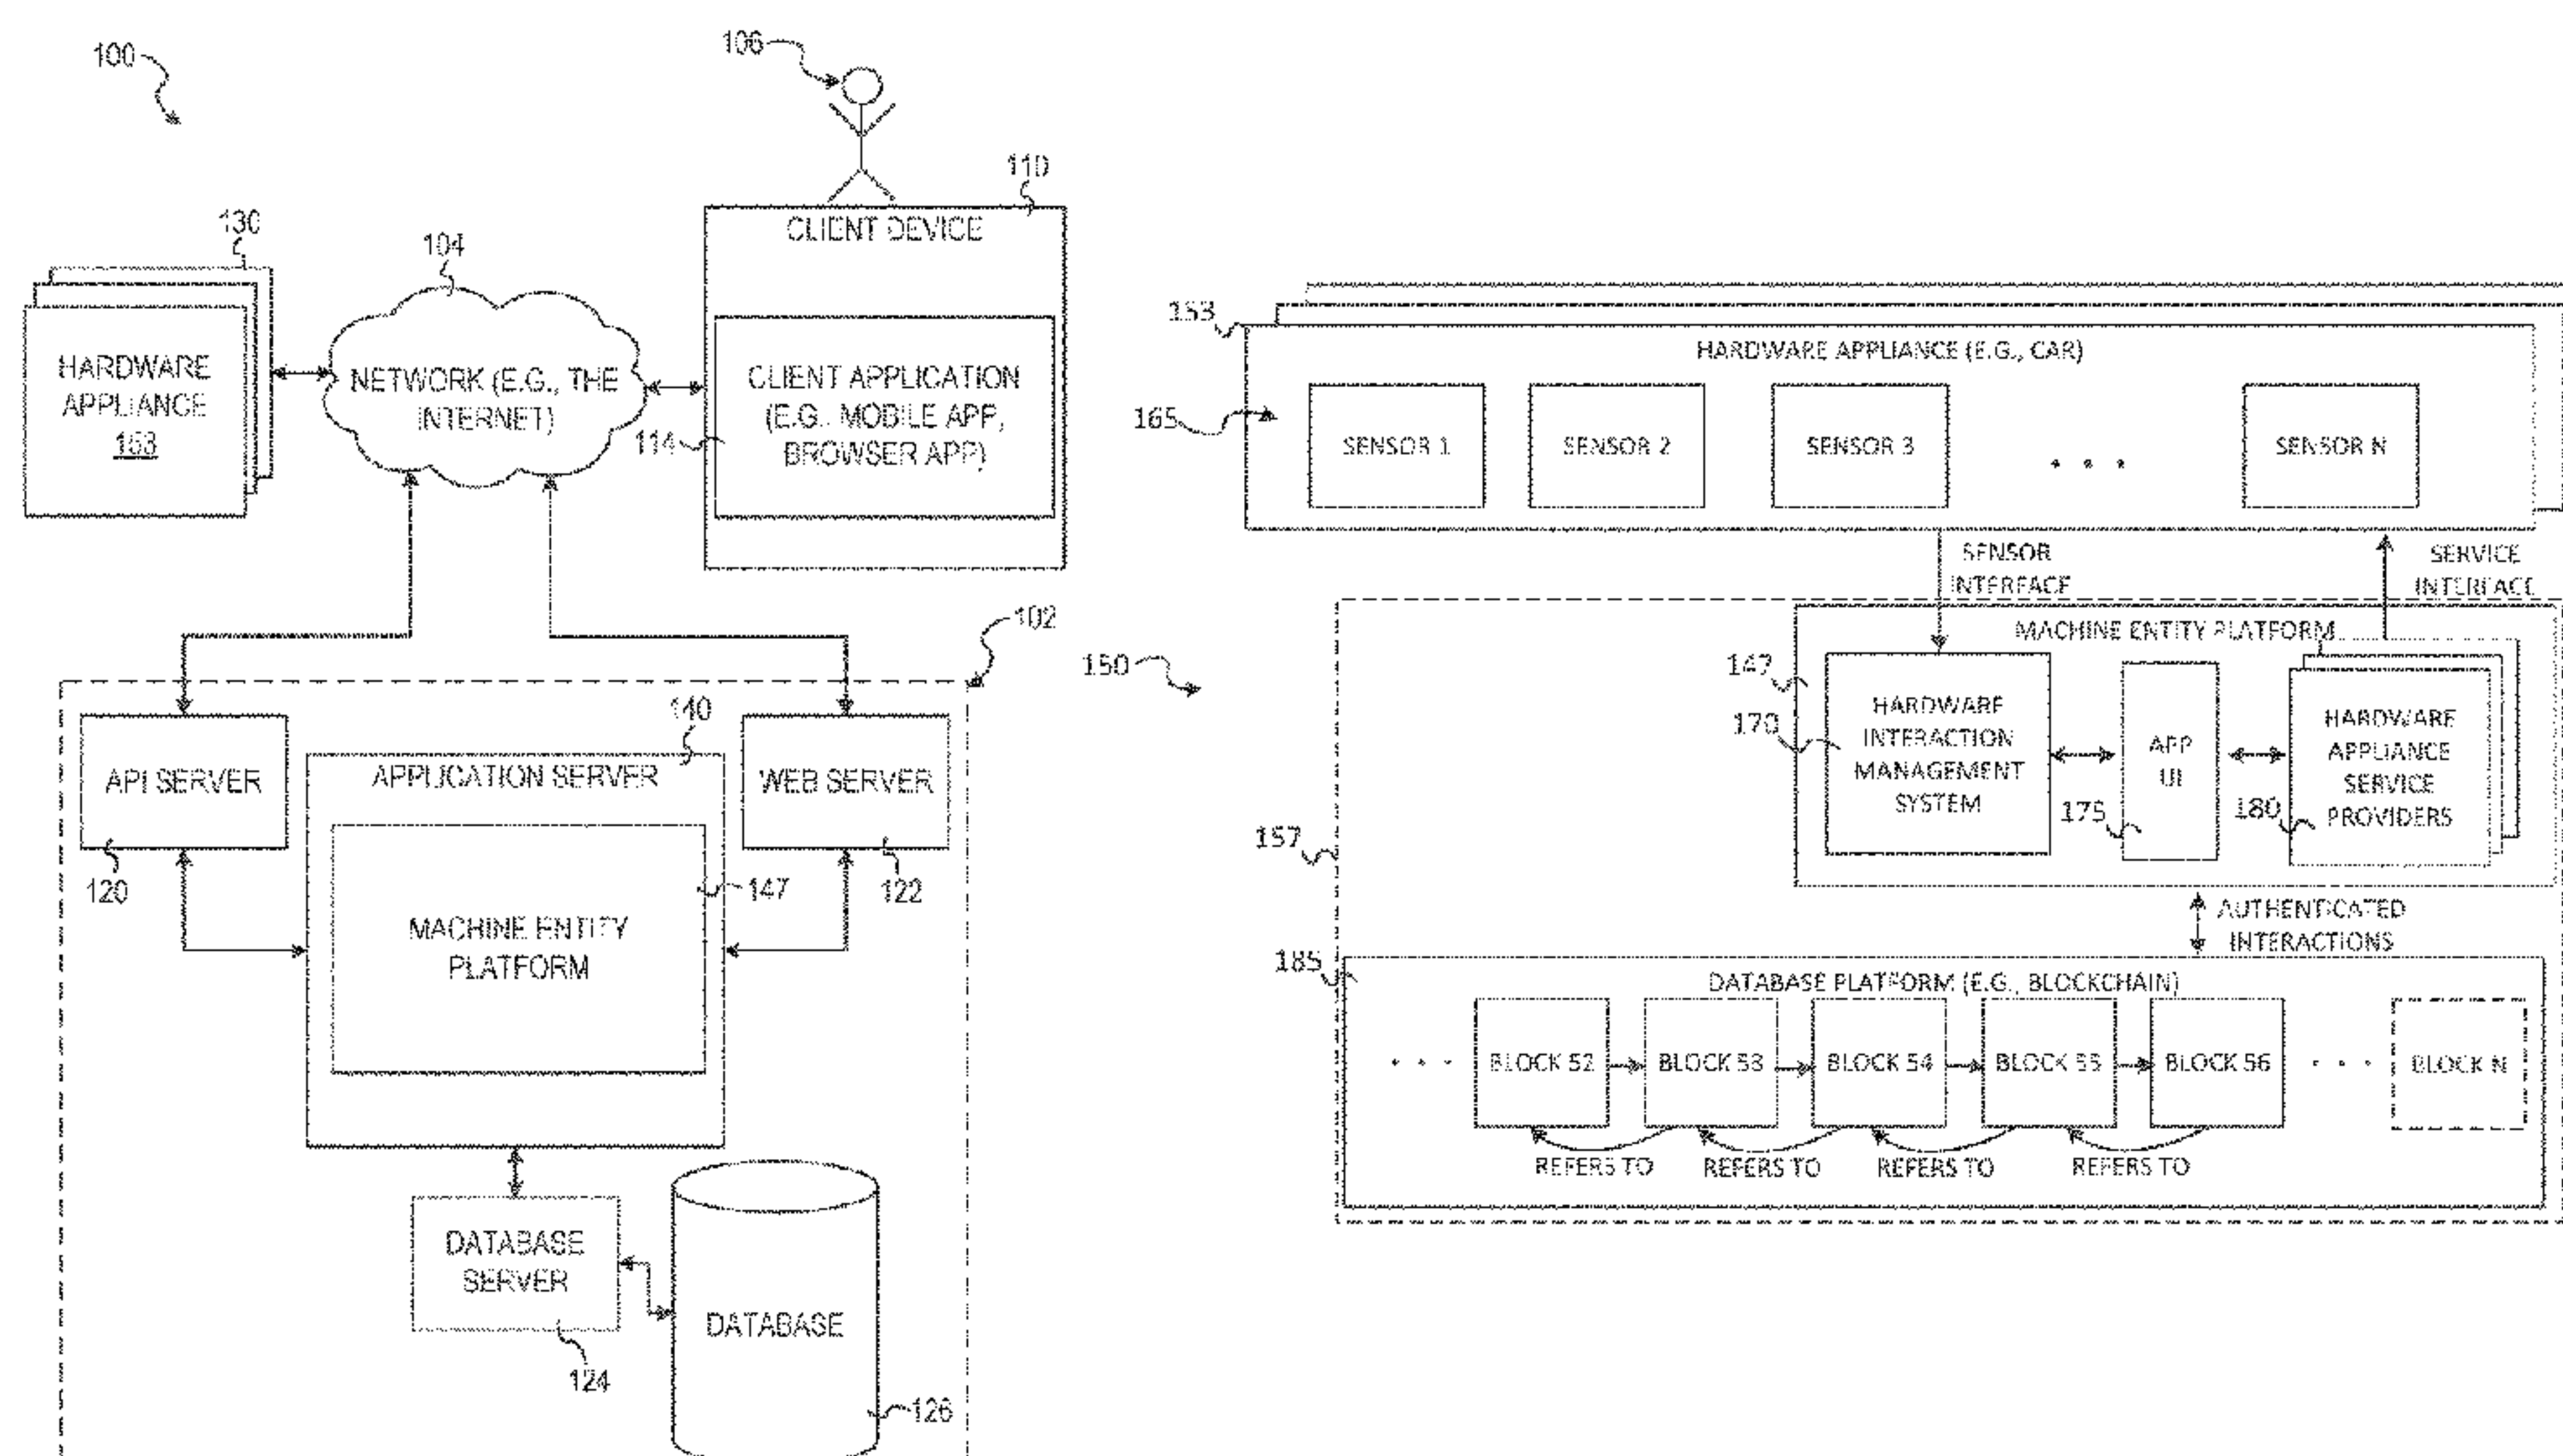 100
106
110
130
104
CLIENT DEVICE
HARDWARE
APPLIANCE
153
NETWORK (E.G., THE
INTERNET)
CLIENT APPLICATION
(E.G., MOBILE APP,
BROWSER APP)
114
102
140
API SERVER
APPLICATION SERVER
WEB SERVER
120
147
122
MACHINE ENTITY
PLATFORM
DATABASE
SERVER
124
DATABASE
126
153
HARDWARE APPLIANCE (E.G., CAR)
165
SENSOR 1
SENSOR 2
SENSOR 3
. . .
SENSOR N
SENSOR
INTERFACE
SERVICE
INTERFACE
150
MACHINE ENTITY PLATFORM
147
170
HARDWARE
INTERACTION
MANAGEMENT
SYSTEM
APP
UI
175
HARDWARE
APPLIANCE
SERVICE
PROVIDERS
180
157
AUTHENTICATED
INTERACTIONS
185
DATABASE PLATFORM (E.G., BLOCKCHAIN)
. . .
BLOCK 52
BLOCK 53
BLOCK 54
BLOCK 55
BLOCK 56
. . .
BLOCK N
REFERS TO
REFERS TO
REFERS TO
REFERS TO